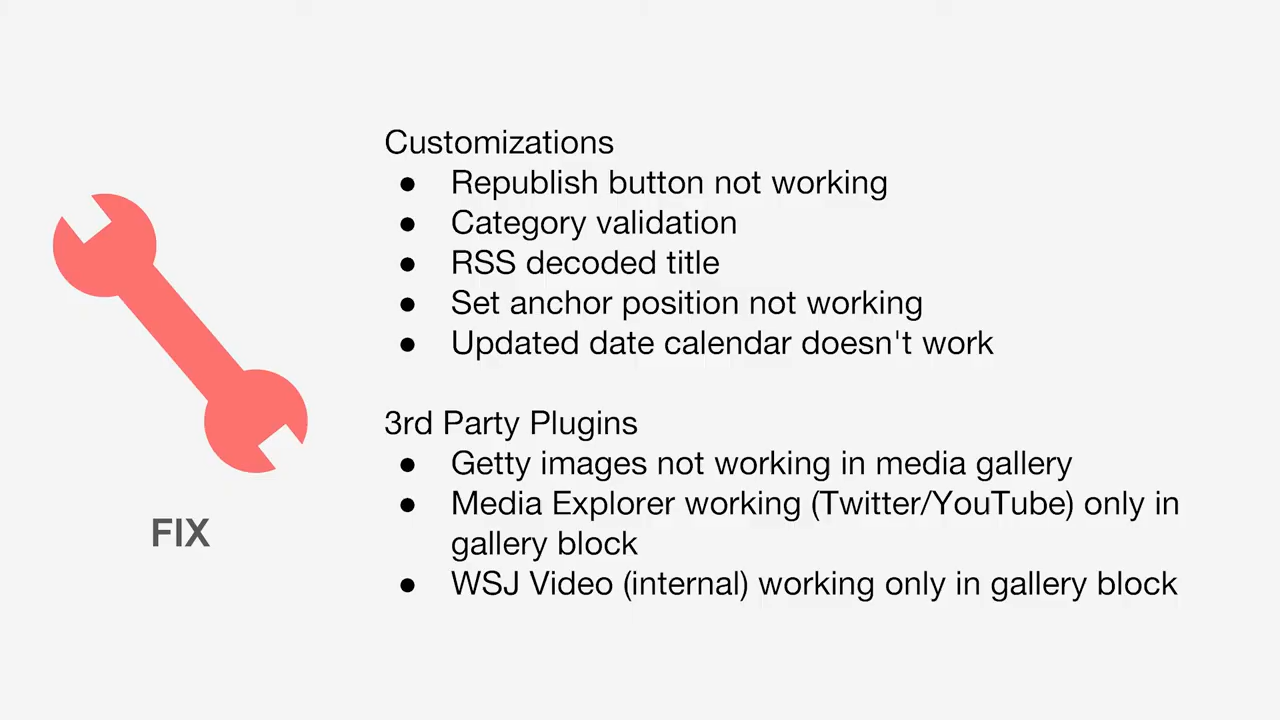 Customizations
● Republish button not working
● Category validation
● RSS decoded title
● Set anchor position not working
● Updated date calendar doesn't work
3rd Party Plugins
● Getty images not working in media gallery
● Media Explorer working (Twitter/YouTube) only in
gallery block
● WSJ Video (internal) working only in gallery block
FIX